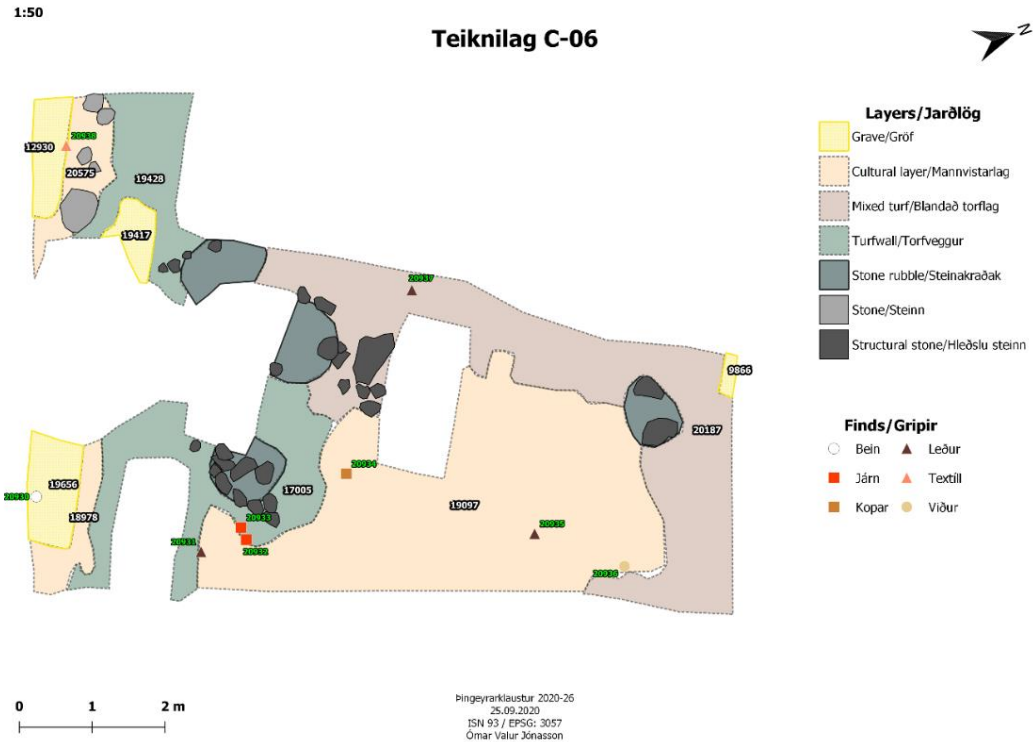 1:50
Teiknilag C-06
N
Layers/Jarðlög
Grave/Gröf
Cultural layer/Mannvistarlag
Mixed turf/Blandað torflag
Turfwall/Torfveggur
Stone rubble/Steinakraðak
Stone/Steinn
Structural stone/Hleðslu steinn
Finds/Gripir
Bein
Leður
Járn
Textíll
Kopar
Viður
20938
12930
20575
19428
19417
20937
9866
20187
20934
19656
20930
18978
17005
19097
20933
20935
20931
20932
20936
0 1 2 m
Þingeyrarklaustur 2020-26
25.09.2020
ISN 93 / EPSG: 3057
Ómar Valur Jónasson